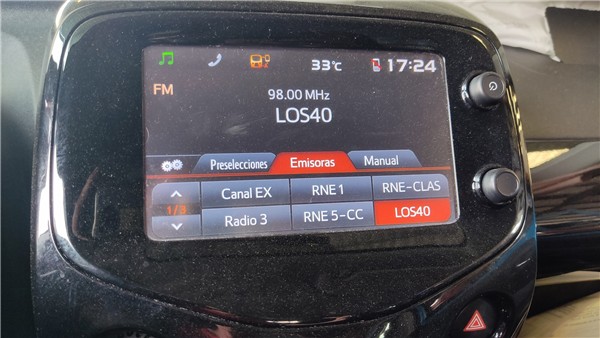 33°C 17:24
FM
98.00 MHz
LOS40
Preselecciones Emisoras Manual
Canal EX RNE 1 RNE-CLAS
1/3
Radio 3 RNE 5-CC LOS40